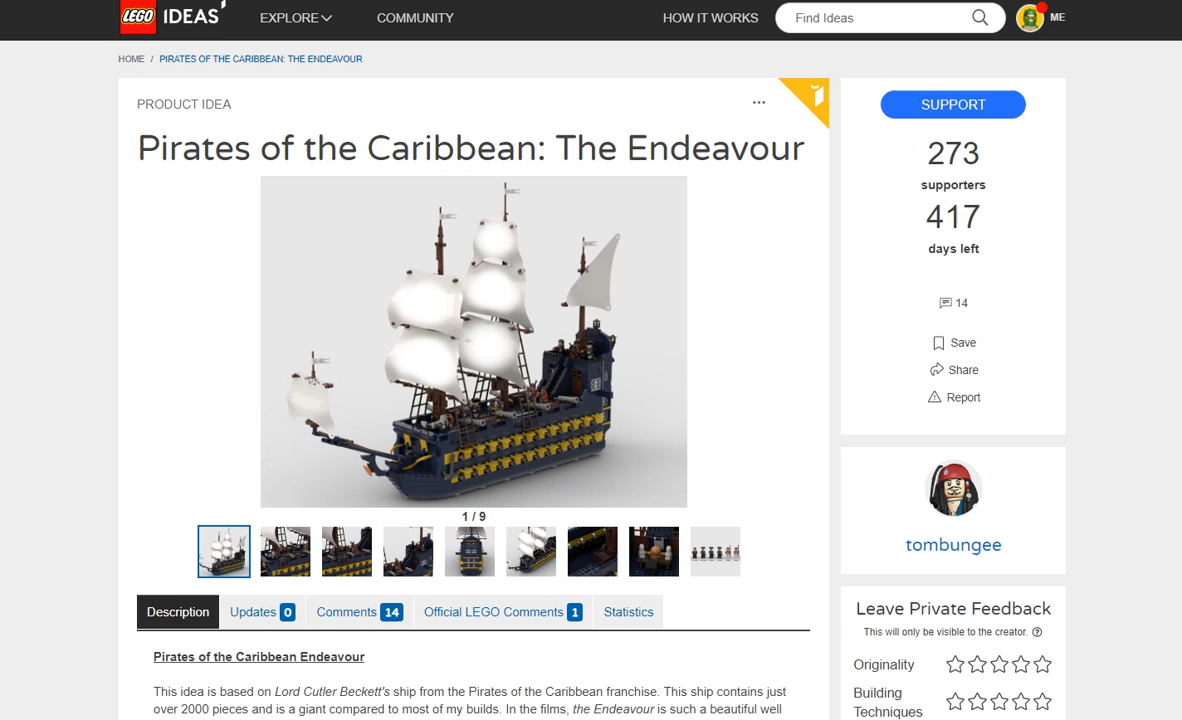 LEGO IDEAS EXPLORE COMMUNITY HOW IT WORKS Find Ideas ME
HOME / PIRATES OF THE CARIBBEAN: THE ENDEAVOUR
PRODUCT IDEA
Pirates of the Caribbean: The Endeavour
1 / 9
Description Updates 0 Comments 14 Official LEGO Comments 1 Statistics
Pirates of the Caribbean Endeavour
This idea is based on Lord Cutler Beckett's ship from the Pirates of the Caribbean franchise. This ship contains just
over 2000 pieces and is a giant compared to most of my builds. In the films, the Endeavour is such a beautiful well
SUPPORT
273
supporters
417
days left
14
Save
Share
Report
tombungee
Leave Private Feedback
This will only be visible to the creator. ?
Originality
Building
Techniques